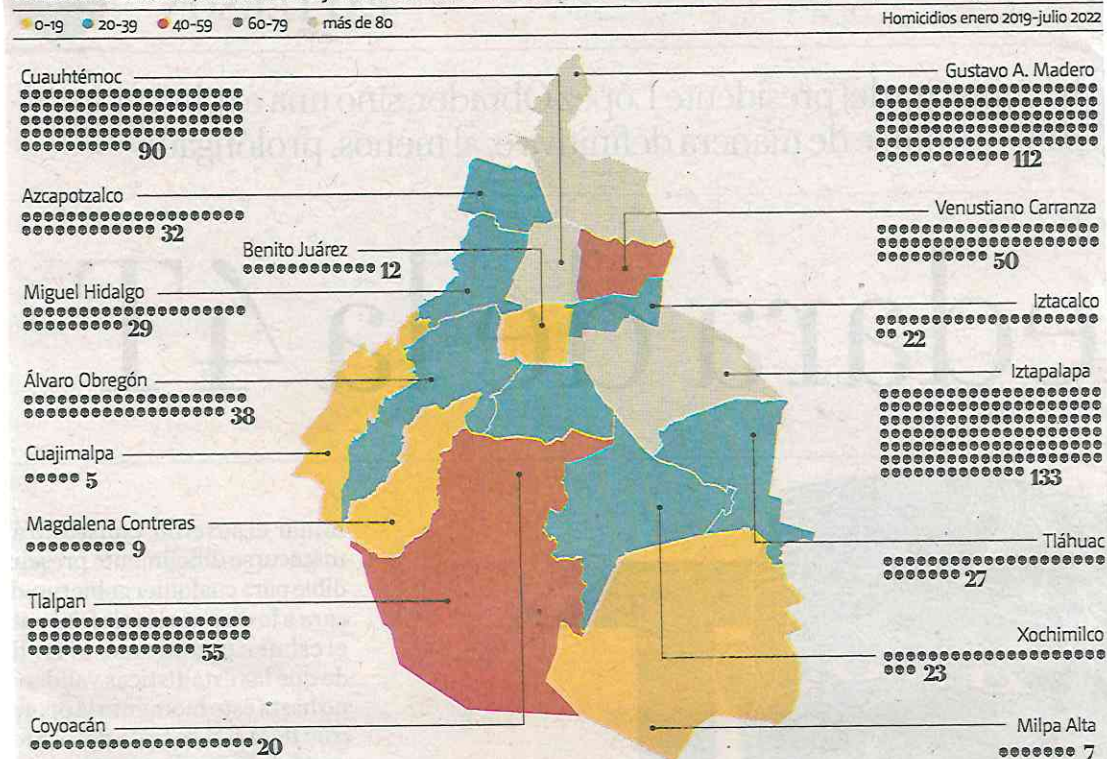 0-19 20-39 40-59 60-79 más de 80
Homicidios enero 2019-julio 2022
Cuauhtémoc
90
Azcapotzalco
32
Benito Juárez
12
Miguel Hidalgo
29
Álvaro Obregón
38
Cuajimalpa
5
Magdalena Contreras
9
Tlalpan
55
Coyoacán
20
Gustavo A. Madero
112
Venustiano Carranza
50
Iztacalco
22
Iztapalapa
133
Tláhuac
27
Xochimilco
23
Milpa Alta
7